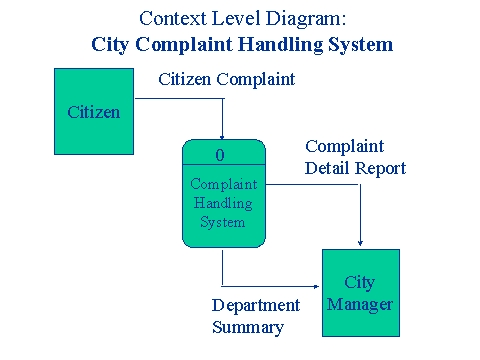 Context Level Diagram:
City Complaint Handling System
Citizen Complaint
Citizen
0
Complaint
Handling
System
Complaint
Detail Report
City
Manager
Department
Summary